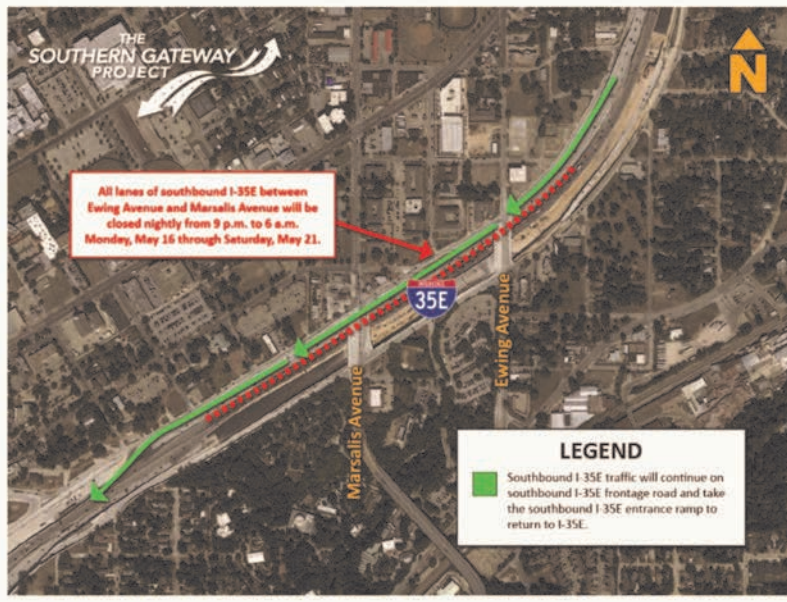 THE
SOUTHERN GATEWAY
PROJECT
N
All lanes of southbound I-35E between
Ewing Avenue and Marsalis Avenue will be
closed nightly from 9 p.m. to 6 a.m.
Monday, May 16 through Saturday, May 21.
INTERSTATE
35E
Ewing Avenue
Marsalis Avenue
LEGEND
Southbound I-35E traffic will continue on
southbound I-35E frontage road and take
the southbound I-35E entrance ramp to
return to I-35E.